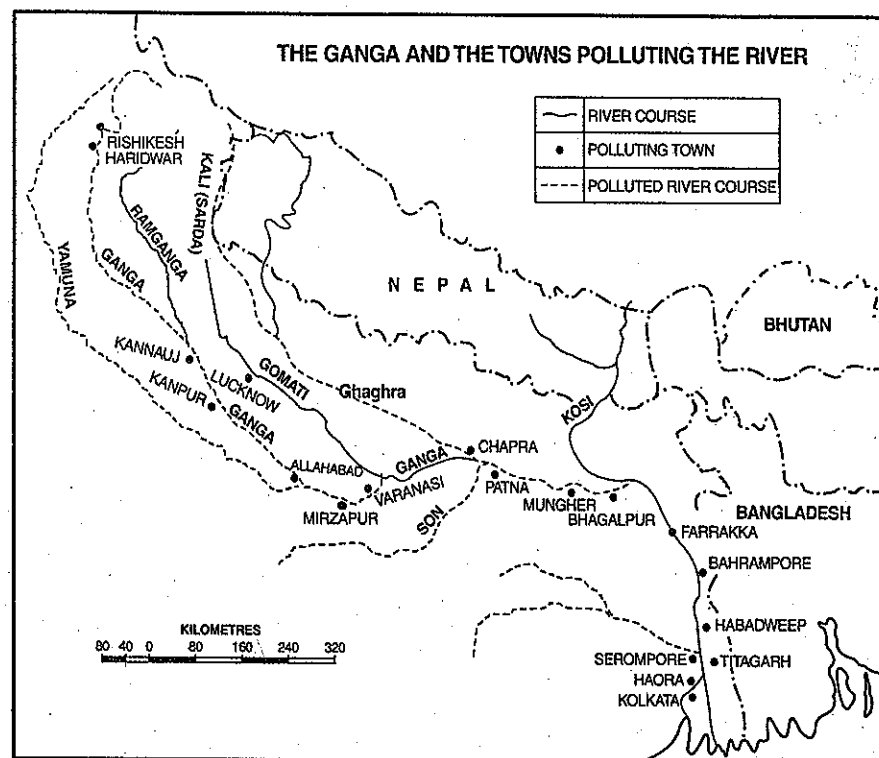 THE GANGA AND THE TOWNS POLLUTING THE RIVER
RIVER COURSE
POLLUTING TOWN
POLLUTED RIVER COURSE
RISHIKESH
HARIDWAR
KALI (SARDA)
RAMGANGA
YAMUNA
GANGA
NEPAL
BHUTAN
KANNAUJ
LUCKNOW
GOMATI
Ghaghra
KANPUR
GANGA
KOSI
ALLAHABAD
GANGA
CHAPRA
VARANASI
PATNA
MIRZAPUR
SON
MUNGHER
BHAGALPUR
BANGLADESH
FARRAKKA
BAHRAMPORE
HABADWEEP
KILOMETRES
80 40 0 80 160 240 320
SEROMPORE
TITAGARH
HAORA
KOLKATA